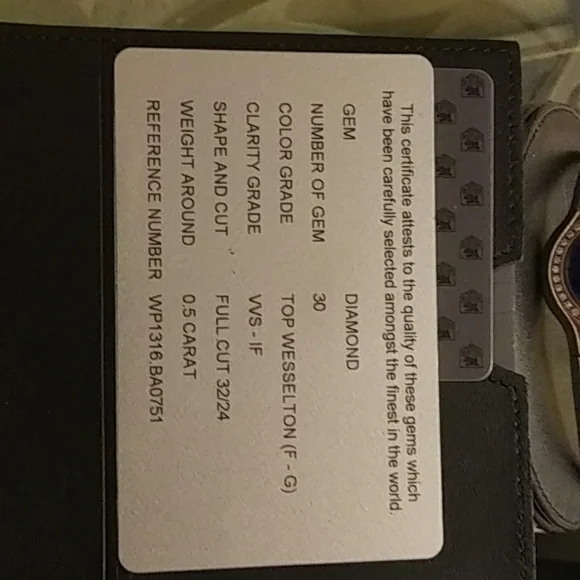 This certificate attests to the quality of these gems which
have been carefully selected amongst the finest in the world.
GEM DIAMOND
NUMBER OF GEM 30
COLOR GRADE TOP WESSELTON (F - G)
CLARITY GRADE VVS - IF
SHAPE AND CUT FULL CUT 32/24
WEIGHT AROUND 0.5 CARAT
REFERENCE NUMBER WP1316.BA0751